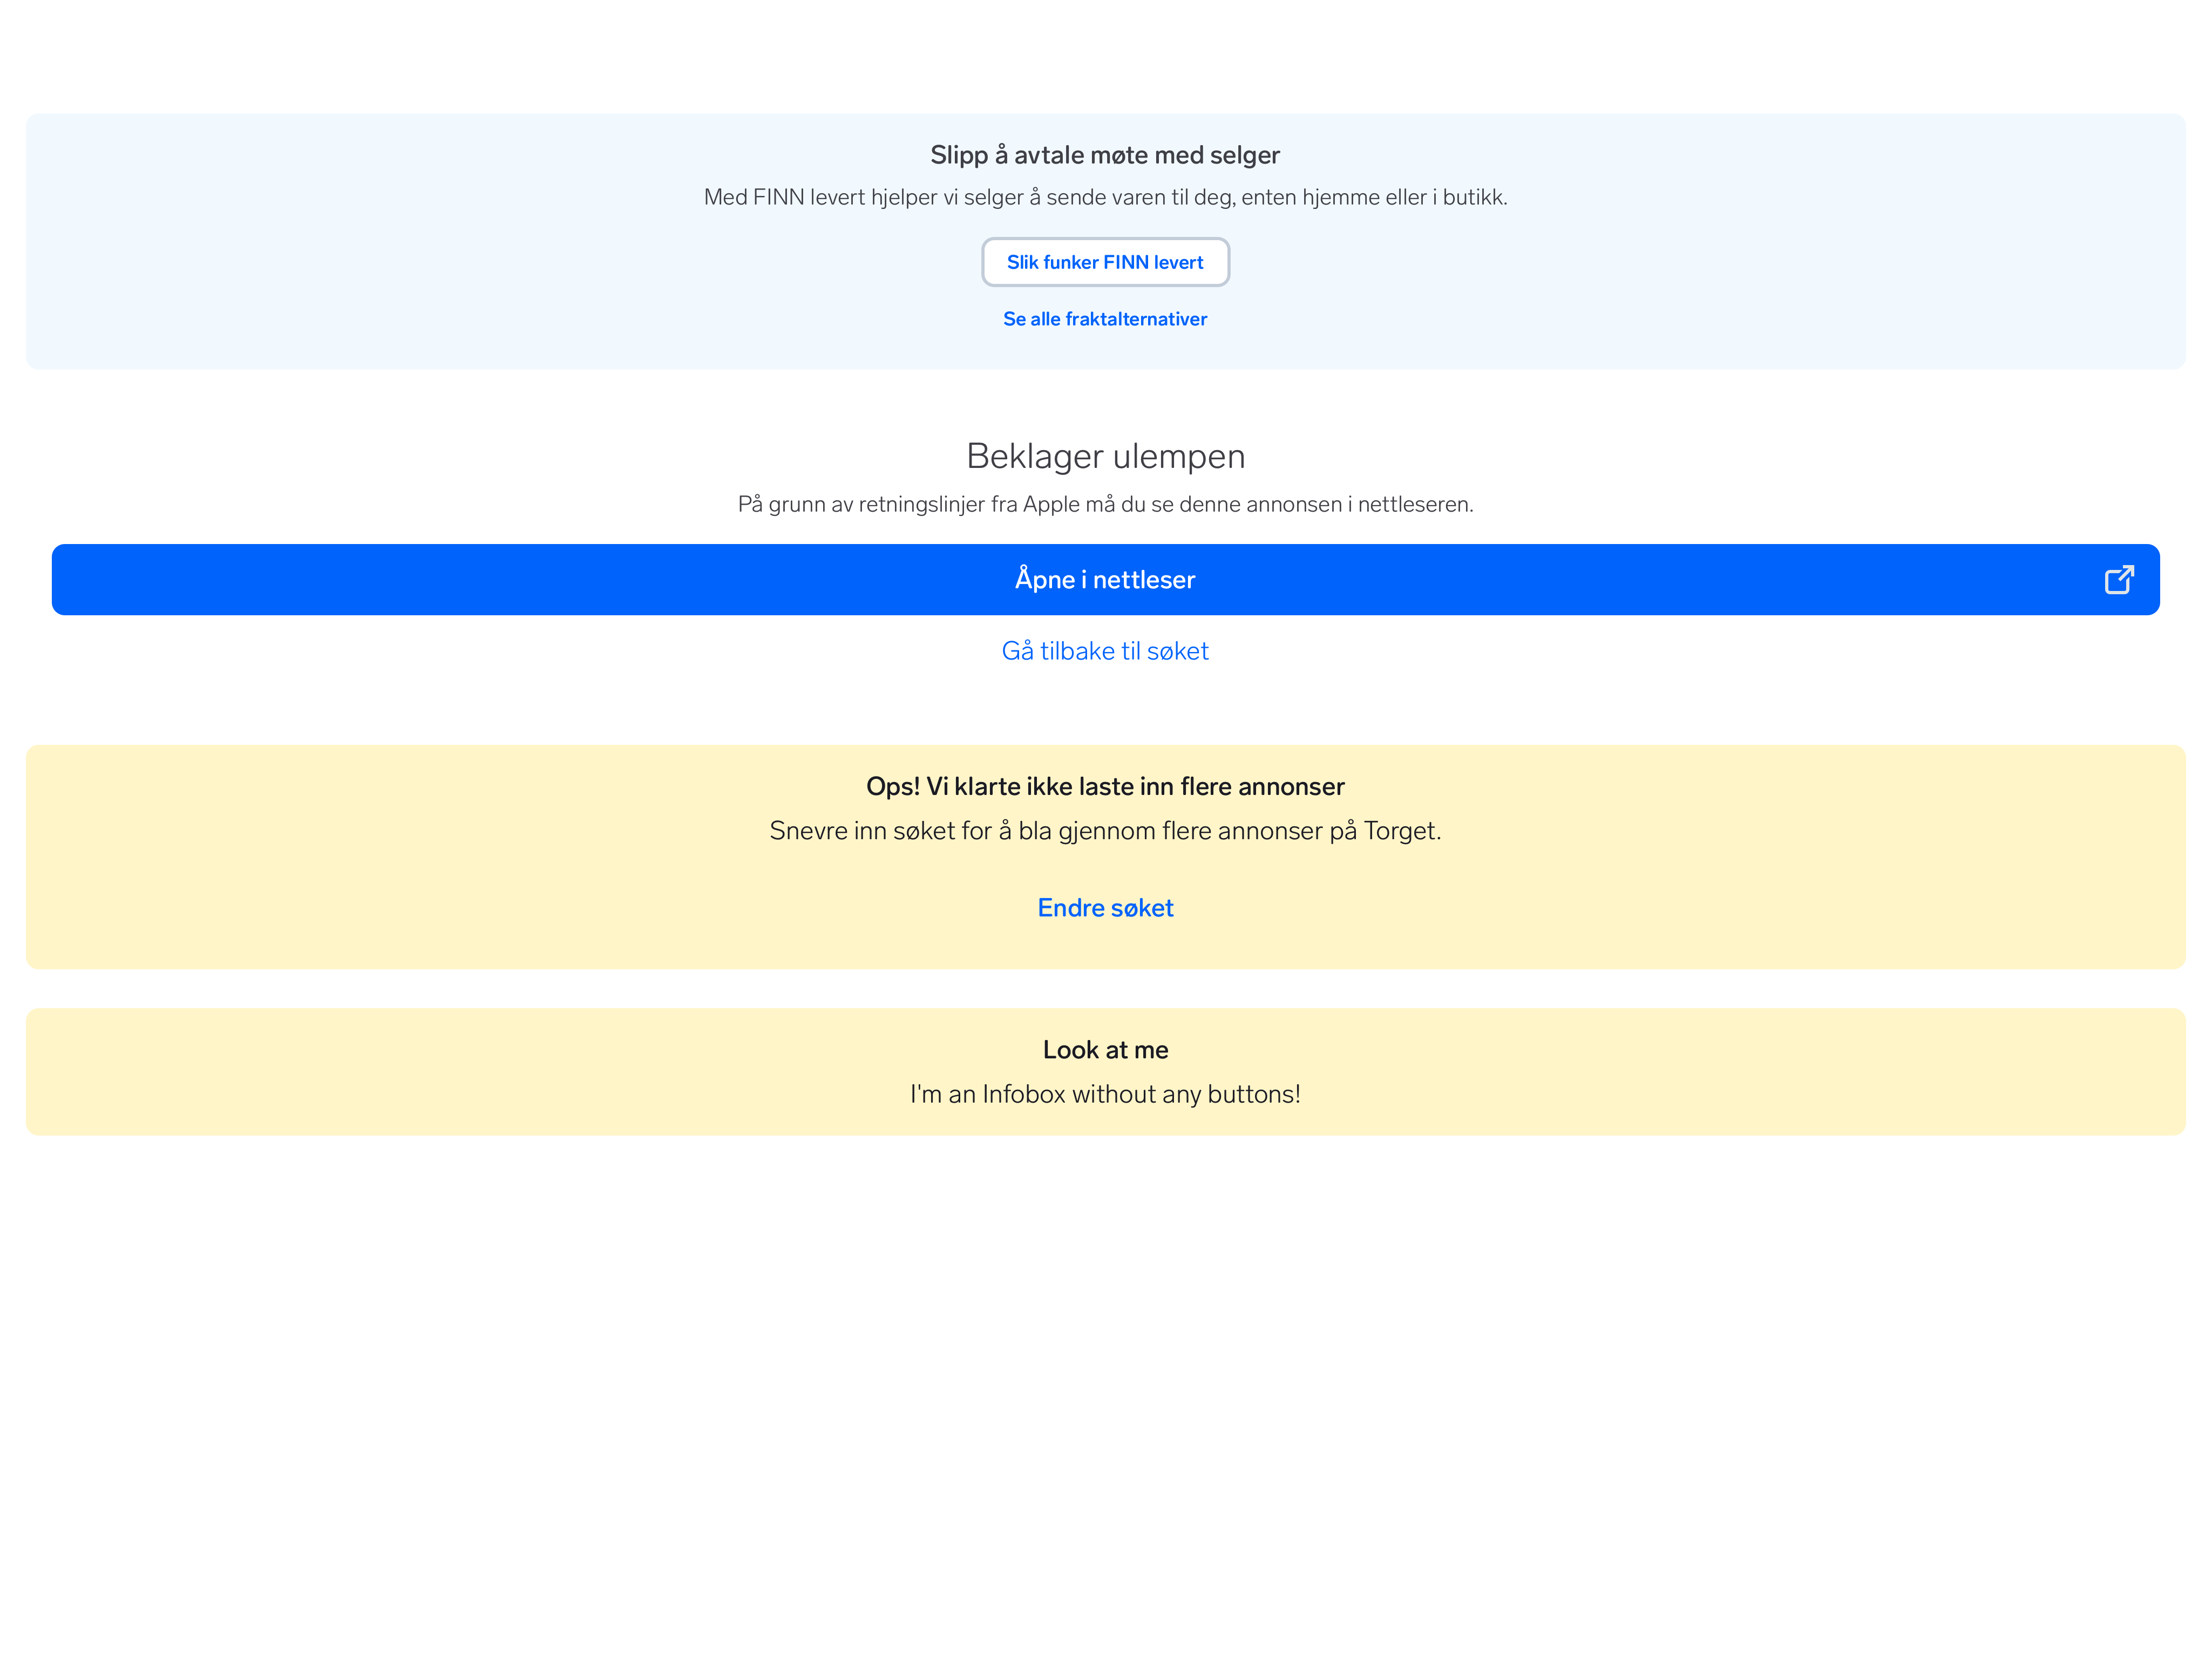 Slipp å avtale møte med selger
Med FINN levert hjelper vi selger å sende varen til deg, enten hjemme eller i butikk.
Slik funker FINN levert
Se alle fraktalternativer
Beklager ulempen
På grunn av retningslinjer fra Apple må du se denne annonsen i nettleseren.
Åpne i nettleser
Gå tilbake til søket
Ops! Vi klarte ikke laste inn flere annonser
Snevre inn søket for å bla gjennom flere annonser på Torget.
Endre søket
Look at me
I'm an Infobox without any buttons!